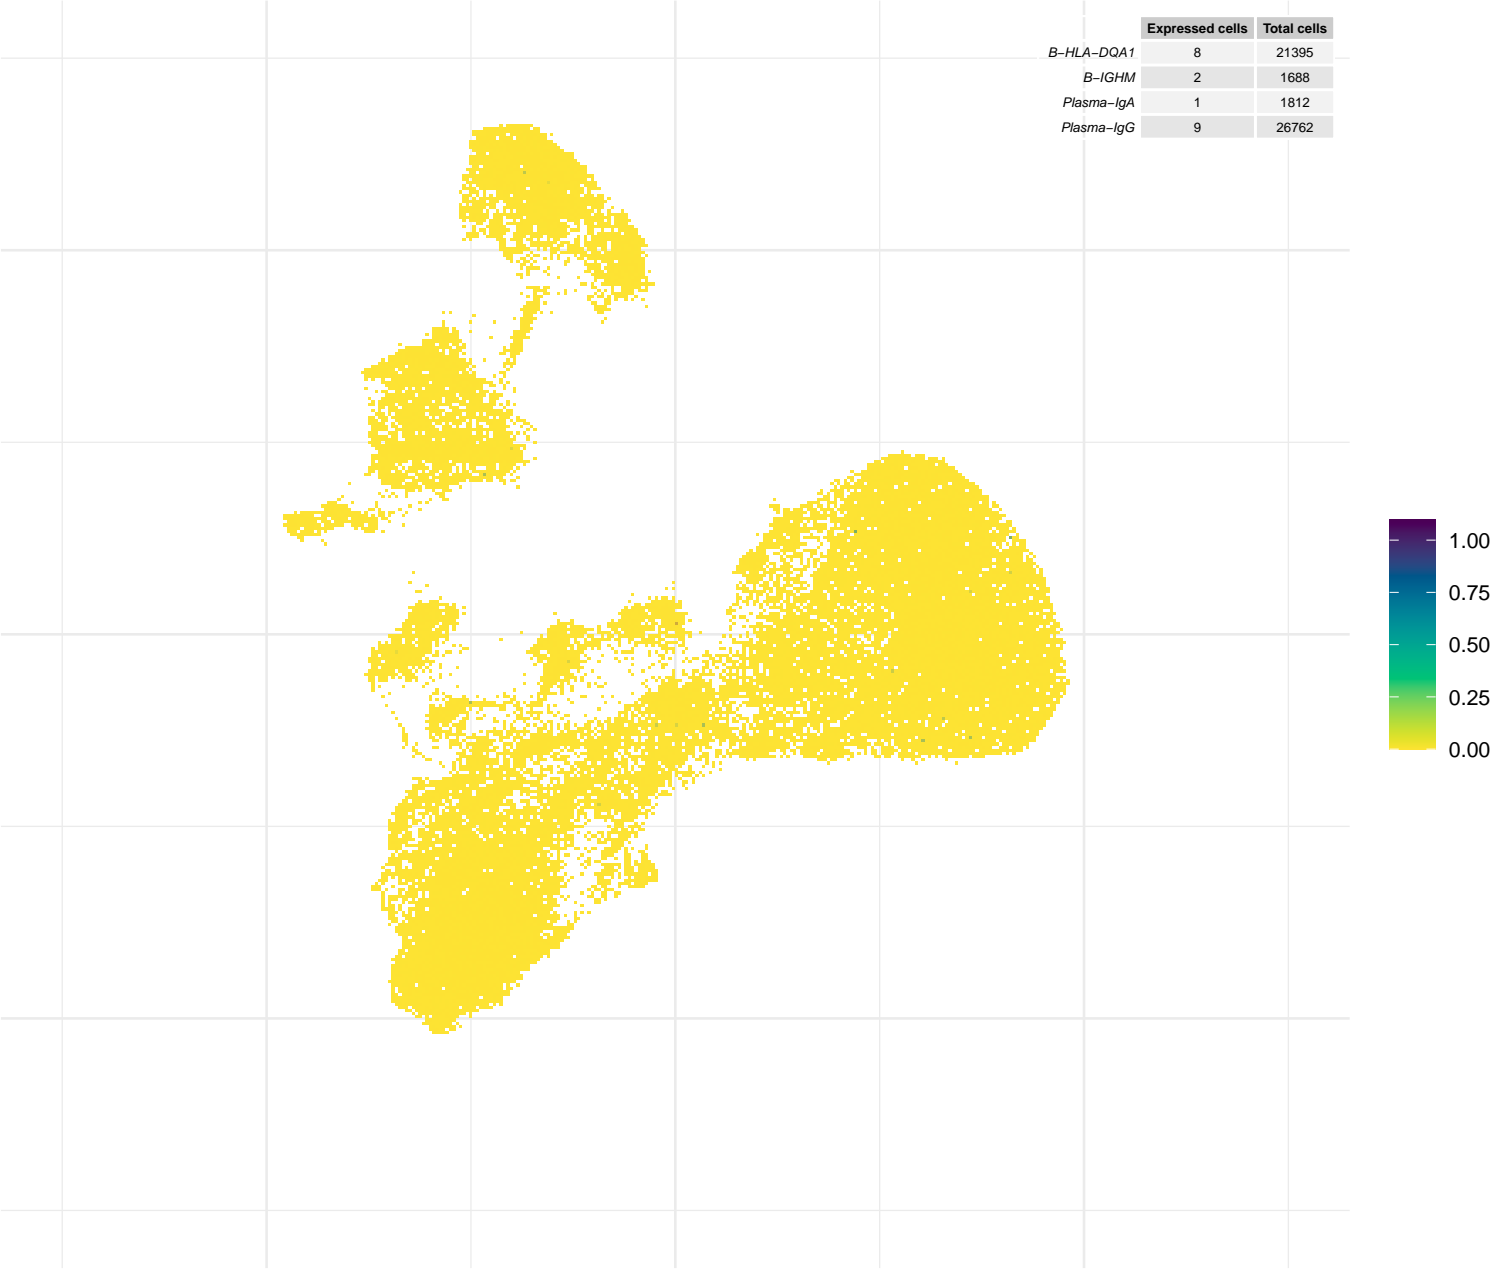 Expressed cells Total cells
B−HLA−DQA1 8 21395
B−IGHM 2 1688
Plasma−IgA 1 1812
Plasma−IgG 9 26762
1.00
0.75
0.50
0.25
0.00